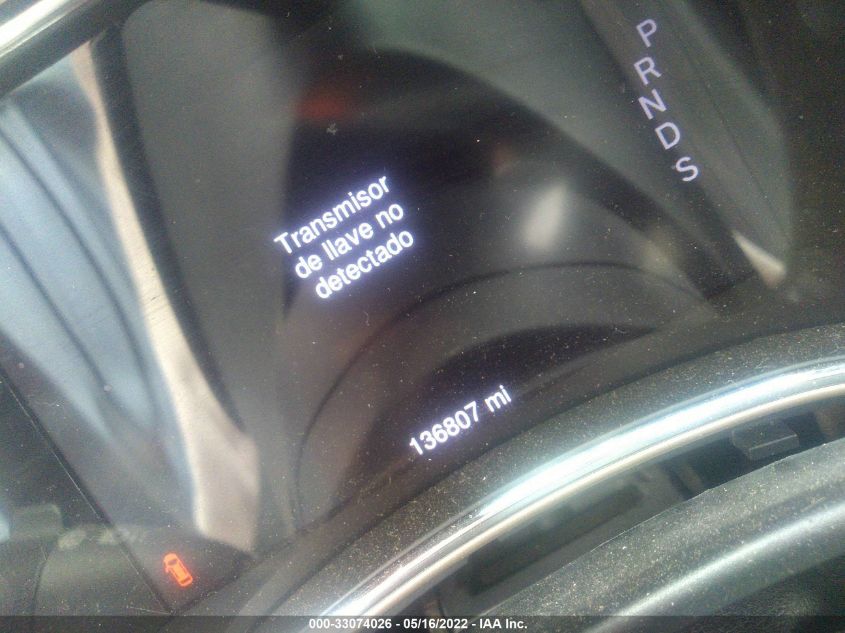 P
R
N
D
S
Transmisor
de llave no
detectado
136807 mi
000-33074026 - 05/16/2022 - IAA Inc.